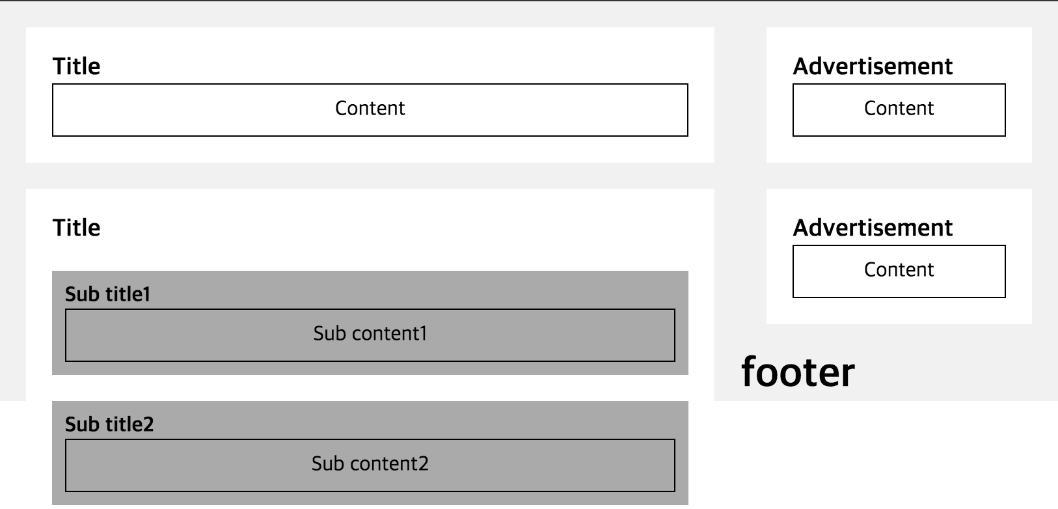 Title
Content
Title
Sub title1
Sub content1
Sub title2
Sub content2
Advertisement
Content
Advertisement
Content
footer